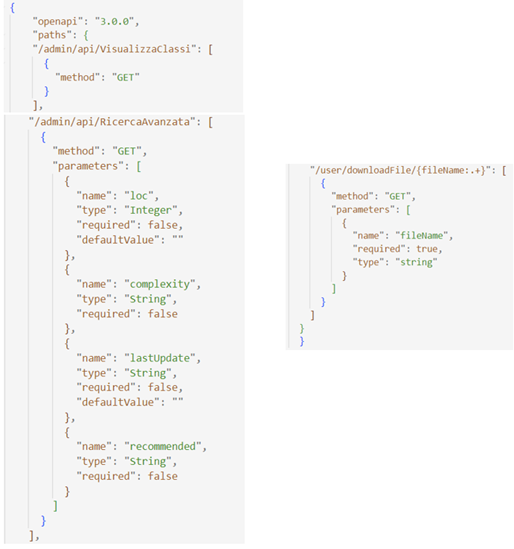 {
"openapi": "3.0.0",
"paths": {
"/admin/api/VisualizzaClassi": [
{
"method": "GET"
}
],
"/admin/api/RicercaAvanzata": [
{
"method": "GET",
"parameters": [
{
"name": "loc",
"type": "Integer",
"required": false,
"defaultValue": ""
},
{
"name": "complexity",
"type": "String",
"required": false
},
{
"name": "lastUpdate",
"type": "String",
"required": false,
"defaultValue": ""
},
{
"name": "recommended",
"type": "String",
"required": false
}
]
}
],
"/user/downloadFile/{fileName:.+}": [
{
"method": "GET",
"parameters": [
{
"name": "fileName",
"required": true,
"type": "string"
}
]
}
]
}
}